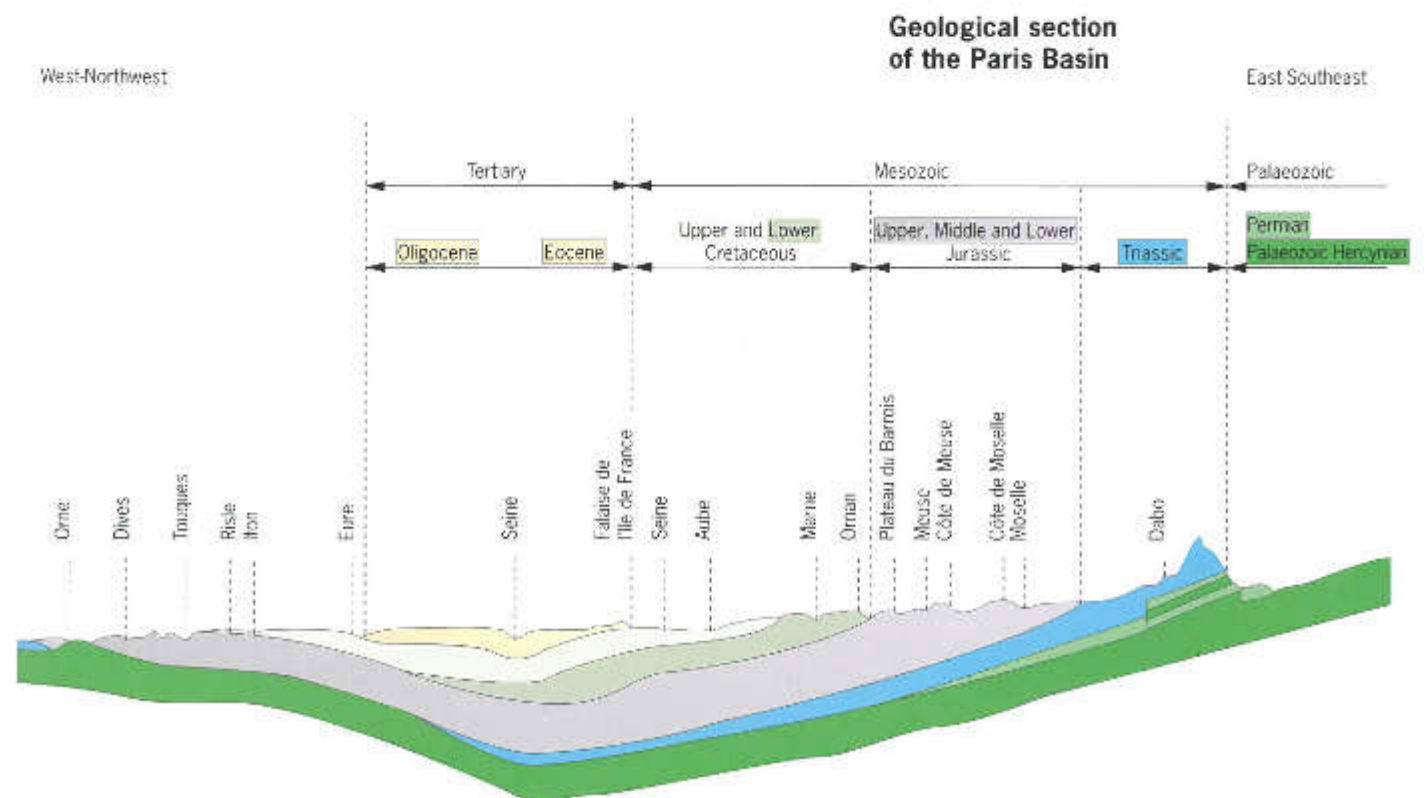 Geological section
of the Paris Basin
West-Northwest
East Southeast
Tertiary
Mesozoic
Palaeozoic
Oligocene
Eocene
Upper and Lower
Cretaceous
Upper, Middle and Lower
Jurassic
Triassic
Permian
Palaeozoic Hercynian
Orne
Dives
Touques
Risle
Iton
Eure
Seine
Falaise de
l'Ile de France
Seine
Aube
Marne
Ornan
Plateau du Barrois
Meuse
Côte de Meuse
Côte de Moselle
Moselle
Dabo